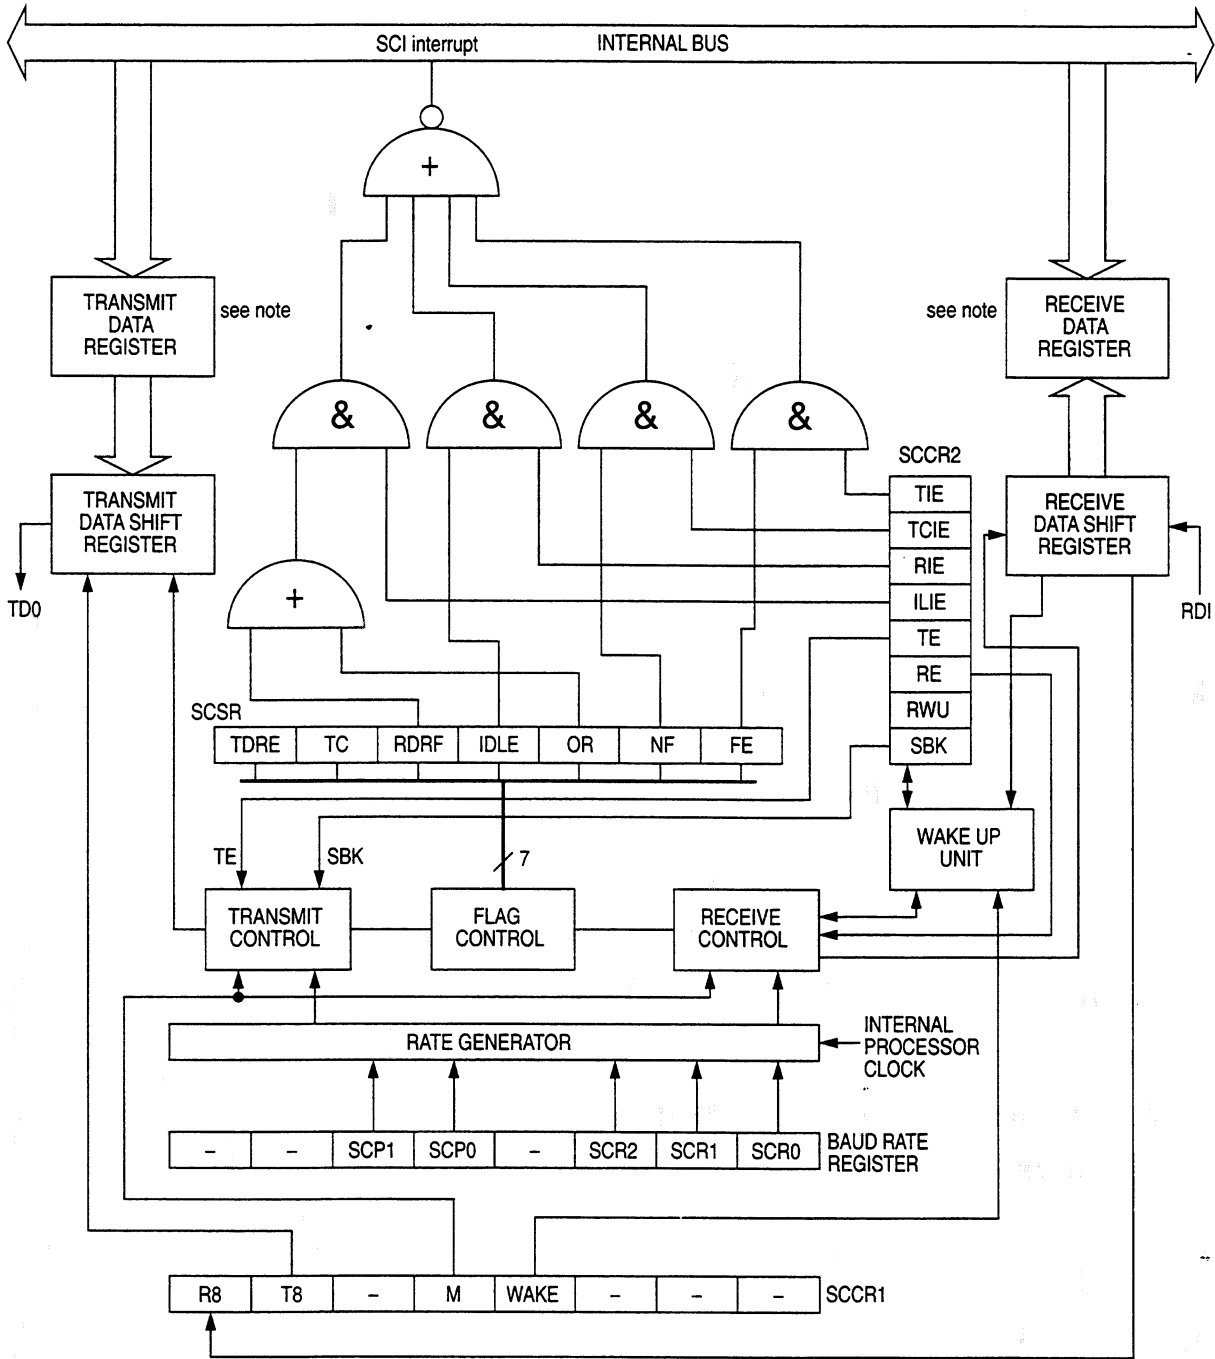 SCI interrupt
INTERNAL BUS
+
TRANSMIT
DATA
REGISTER
see note
see note
RECEIVE
DATA
REGISTER
&
&
&
&
SCCR2
TRANSMIT
DATA SHIFT
REGISTER
TIE
TCIE
RIE
ILIE
TE
RE
RWU
SBK
RECEIVE
DATA SHIFT
REGISTER
TD0
RDI
+
SCSR
TDRE
TC
RDRF
IDLE
OR
NF
FE
WAKE UP
UNIT
TE
SBK
7
TRANSMIT
CONTROL
FLAG
CONTROL
RECEIVE
CONTROL
RATE GENERATOR
INTERNAL
PROCESSOR
CLOCK
–
–
SCP1
SCP0
–
SCR2
SCR1
SCR0
BAUD RATE
REGISTER
R8
T8
–
M
WAKE
–
–
–
SCCR1